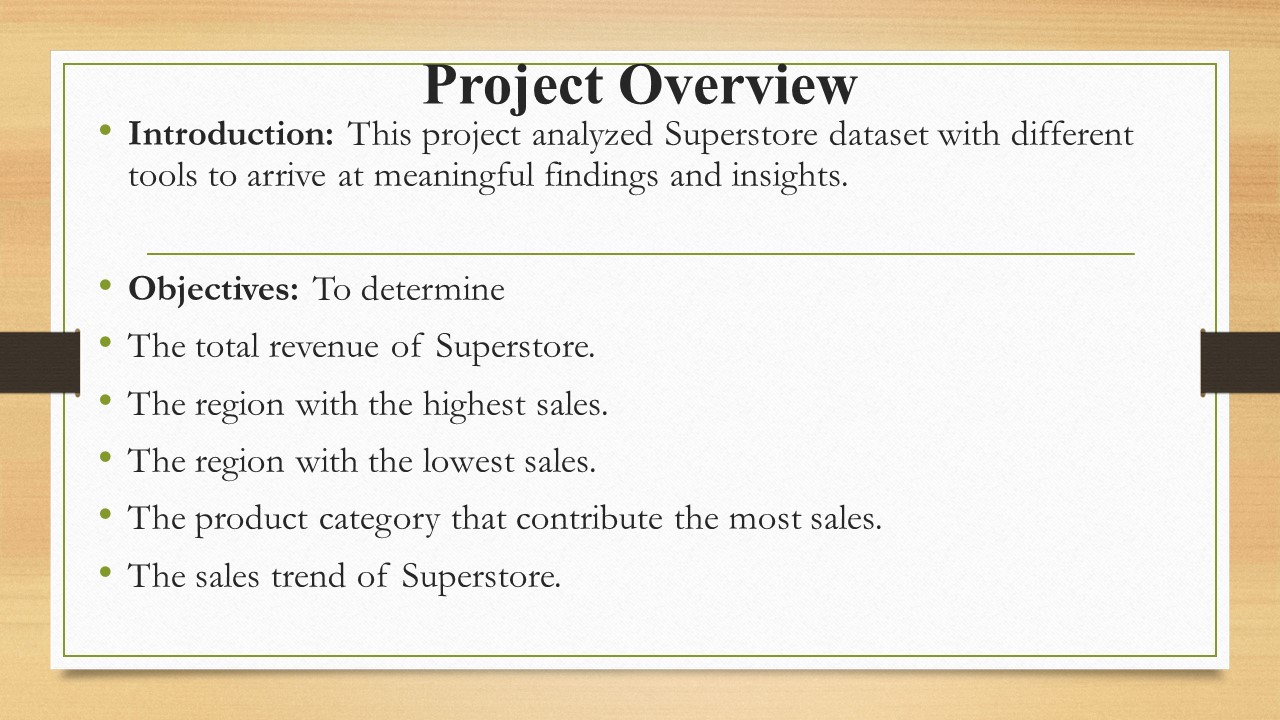 Project Overview
• Introduction: This project analyzed Superstore dataset with different
tools to arrive at meaningful findings and insights.
• Objectives: To determine
• The total revenue of Superstore.
• The region with the highest sales.
• The region with the lowest sales.
• The product category that contribute the most sales.
• The sales trend of Superstore.